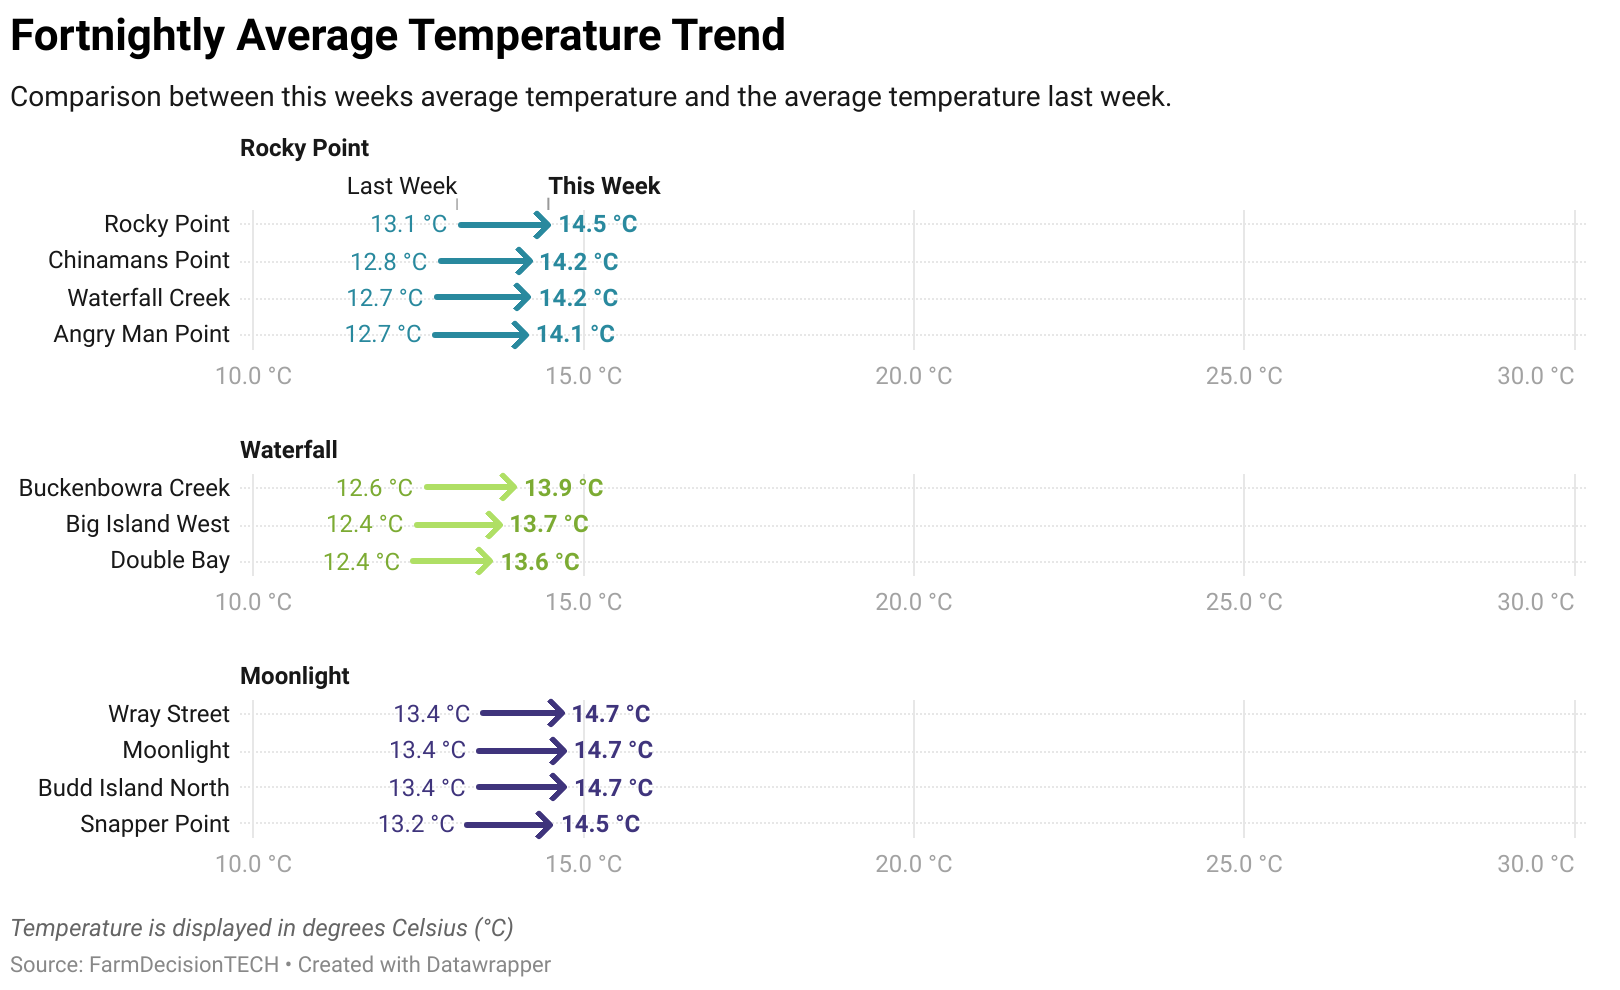 Fortnightly Average Temperature Trend
Comparison between this weeks average temperature and the average temperature last week.
Rocky Point
Last Week This Week
Rocky Point 13.1 °C 14.5 °C
Chinamans Point 12.8 °C 14.2 °C
Waterfall Creek 12.7 °C 14.2 °C
Angry Man Point 12.7 °C 14.1 °C
10.0 °C 15.0 °C 20.0 °C 25.0 °C 30.0 °C
Waterfall
Buckenbowra Creek 12.6 °C 13.9 °C
Big Island West 12.4 °C 13.7 °C
Double Bay 12.4 °C 13.6 °C
10.0 °C 15.0 °C 20.0 °C 25.0 °C 30.0 °C
Moonlight
Wray Street 13.4 °C 14.7 °C
Moonlight 13.4 °C 14.7 °C
Budd Island North 13.4 °C 14.7 °C
Snapper Point 13.2 °C 14.5 °C
10.0 °C 15.0 °C 20.0 °C 25.0 °C 30.0 °C
Temperature is displayed in degrees Celsius (°C)
Source: FarmDecisionTECH • Created with Datawrapper